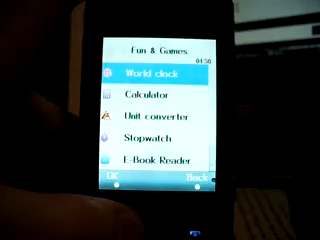 Fun & Games
04:50
World clock
Calculator
Unit converter
Stopwatch
E-Book Reader
OK Back